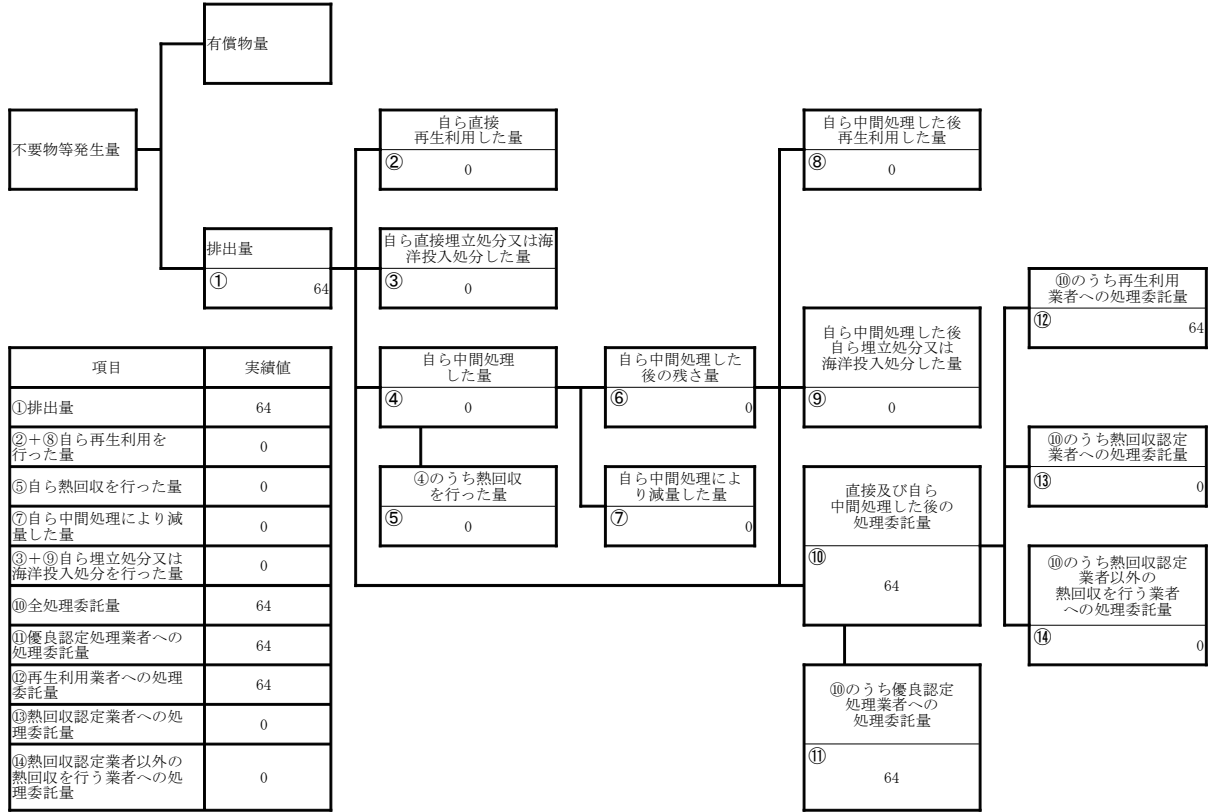 有償物量
不要物等発生量
排出量
①
64
自ら直接
再生利用した量
②
0
自ら直接埋立処分又は海
洋投入処分した量
③
0
自ら中間処理
した量
④
0
④のうち熱回収
を行った量
⑤
0
自ら中間処理した
後の残さ量
⑥
0
自ら中間処理によ
り減量した量
⑦
0
自ら中間処理した後
再生利用した量
⑧
0
自ら中間処理した後
自ら埋立処分又は
海洋投入処分した量
⑨
0
直接及び自ら
中間処理した後の
処理委託量
⑩
64
⑩のうち優良認定
処理業者への
処理委託量
⑪
64
⑩のうち再生利用
業者への処理委託量
⑫
64
⑩のうち熱回収認定
業者への処理委託量
⑬
0
⑩のうち熱回収認定
業者以外の
熱回収を行う業者
への処理委託量
⑭
0
項目 実績値
①排出量 64
②+⑧自ら再生利用を
行った量 0
⑤自ら熱回収を行った量 0
⑦自ら中間処理により減
量した量 0
③+⑨自ら埋立処分又は
海洋投入処分を行った量 0
⑩全処理委託量 64
⑪優良認定処理業者への
処理委託量 64
⑫再生利用業者への処理
委託量 64
⑬熱回収認定業者への処
理委託量 0
⑭熱回収認定業者以外の
熱回収を行う業者への処
理委託量 0